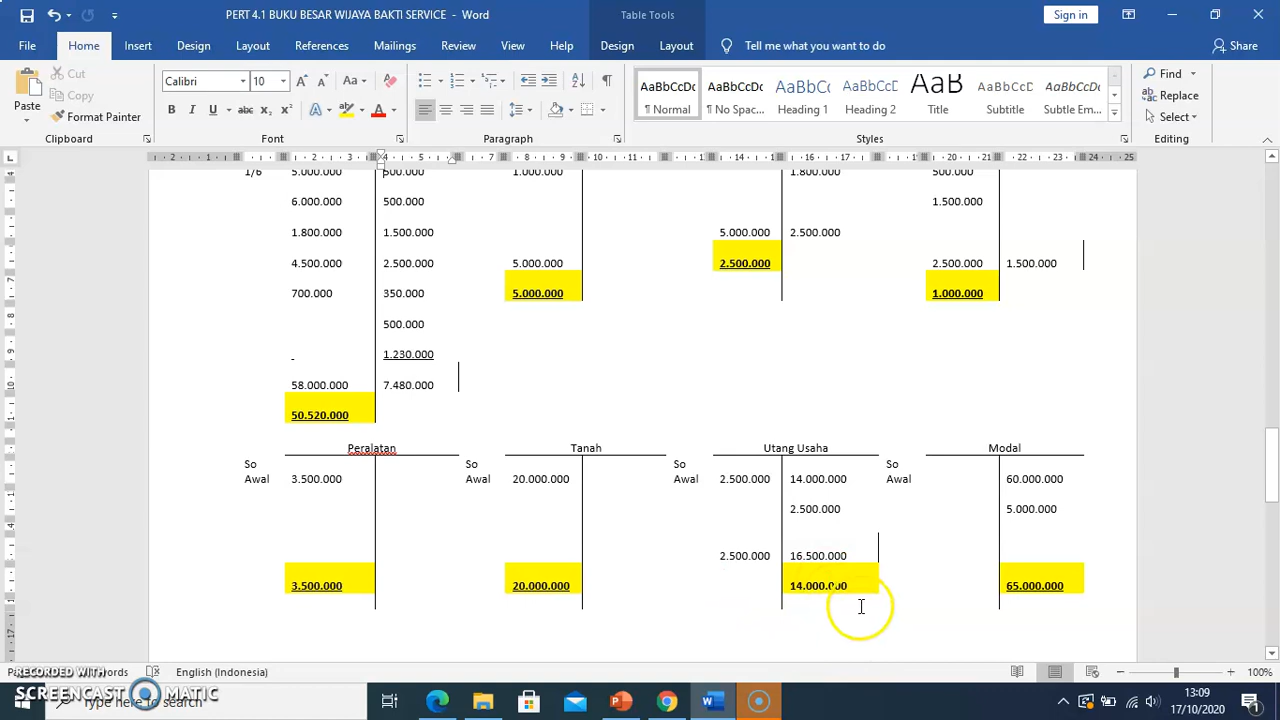 PERT 4.1 BUKU BESAR WIJAYA BAKTI SERVICE - Word
Table Tools
Sign in
File Home Insert Design Layout References Mailings Review View Help Design Layout Tell me what you want to do Share
Paste
Cut
Copy
Format Painter
Clipboard
Calibri 10
Font
Paragraph
AaBbCcDc AaBbCcDc AaBbCc AaBbCcD AaB AaBbCcD AaBbCcDc
¶ Normal ¶ No Spac... Heading 1 Heading 2 Title Subtitle Subtle Em...
Styles
Find
Replace
Select
Editing
1/6 5.000.000 500.000 1.000.000 1.800.000 500.000
6.000.000 500.000 1.500.000
1.800.000 1.500.000 5.000.000 2.500.000
4.500.000 2.500.000 5.000.000 2.500.000 2.500.000 1.500.000
700.000 350.000 5.000.000 1.000.000
500.000
- 1.230.000
58.000.000 7.480.000
50.520.000
Peralatan Tanah Utang Usaha Modal
So Awal 3.500.000 So Awal 20.000.000 So Awal 2.500.000 14.000.000 So Awal 60.000.000
2.500.000 5.000.000
2.500.000 16.500.000
3.500.000 20.000.000 14.000.000 65.000.000
English (Indonesia)
100%
RECORDED WITH
SCREENCAST MATIC
Type here to search
13:09
17/10/2020